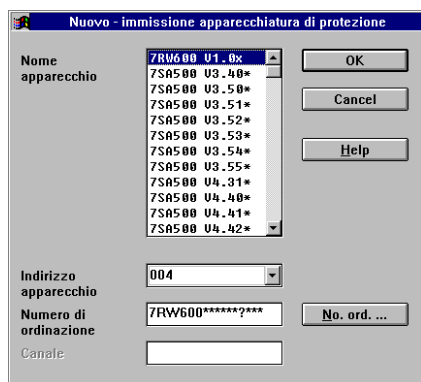 Nuovo - immissione apparecchiatura di protezione
Nome
apparecchio
7RW600 V1.0x
7SA500 V3.40*
7SA500 V3.50*
7SA500 V3.51*
7SA500 V3.52*
7SA500 V3.53*
7SA500 V3.54*
7SA500 V3.55*
7SA500 V4.31*
7SA500 V4.40*
7SA500 V4.41*
7SA500 V4.42*
OK
Cancel
Help
Indirizzo
apparecchio
004
Numero di
ordinazione
7RW600******?***
No. ord. ...
Canale